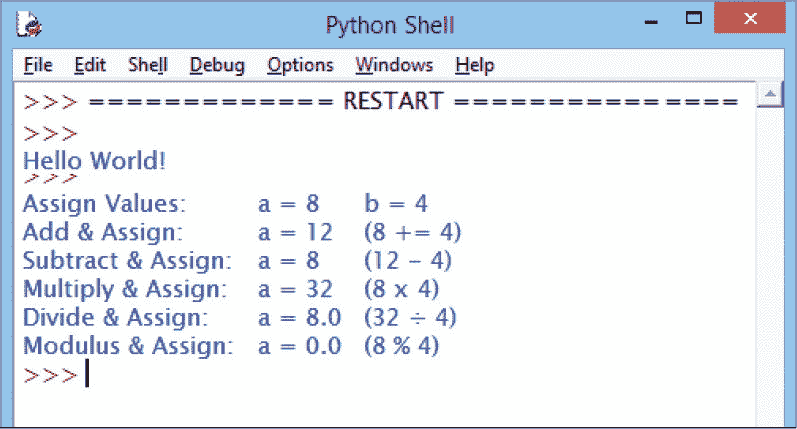 Python Shell
File Edit Shell Debug Options Windows Help
>>> ============= RESTART ===============
>>>
Hello World!
>>>
Assign Values: a = 8 b = 4
Add & Assign: a = 12 (8 += 4)
Subtract & Assign: a = 8 (12 - 4)
Multiply & Assign: a = 32 (8 x 4)
Divide & Assign: a = 8.0 (32 ÷ 4)
Modulus & Assign: a = 0.0 (8 % 4)
>>>